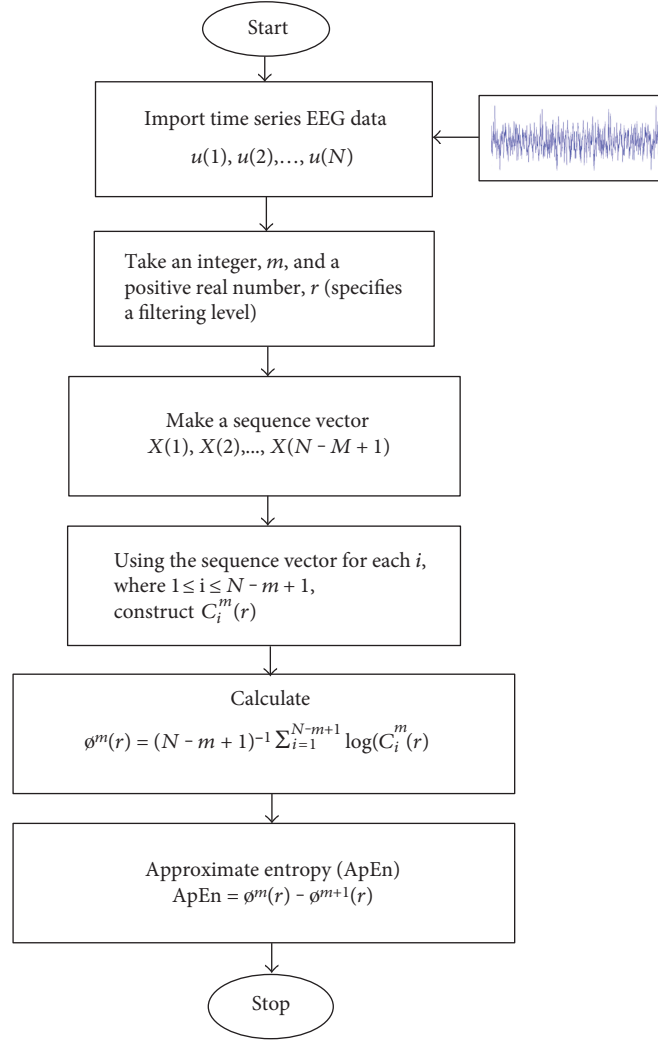 Start
Import time series EEG data
u(1), u(2),..., u(N)
Take an integer, m, and a
positive real number, r (specifies
a filtering level)
Make a sequence vector
X(1), X(2),..., X(N - M + 1)
Using the sequence vector for each i,
where 1 ≤ i ≤ N - m + 1,
construct C_i^m(r)
Calculate
ø^m(r) = (N - m + 1)^{-1} ∑_{i=1}^{N-m+1} log(C_i^m(r)
Approximate entropy (ApEn)
ApEn = ø^m(r) - ø^{m+1}(r)
Stop